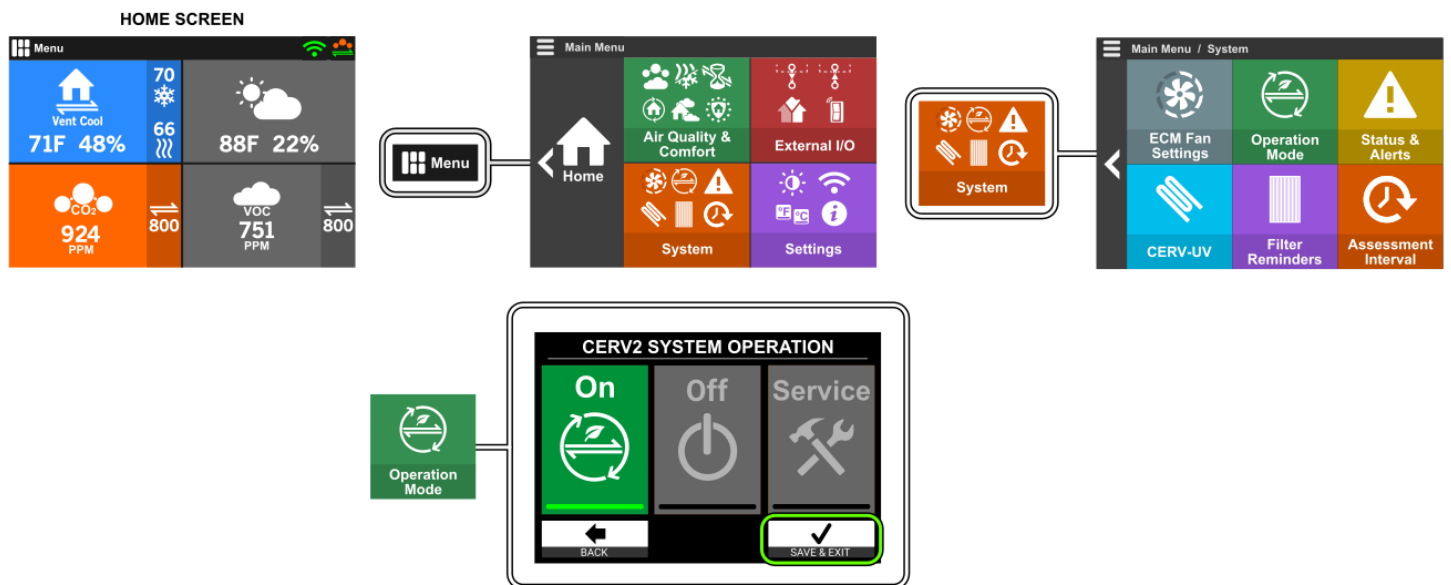 HOME SCREEN
Menu
Vent Cool
71F 48%
70
66
88F 22%
CO2
924
PPM
800
VOC
751
PPM
800
Menu
Main Menu
Home
Air Quality &
Comfort
External I/O
System
°F °C
i
Settings
System
Main Menu / System
ECM Fan
Settings
Operation
Mode
Status &
Alerts
CERV-UV
Filter
Reminders
Assessment
Interval
Operation
Mode
CERV2 SYSTEM OPERATION
On
Off
Service
BACK
SAVE & EXIT